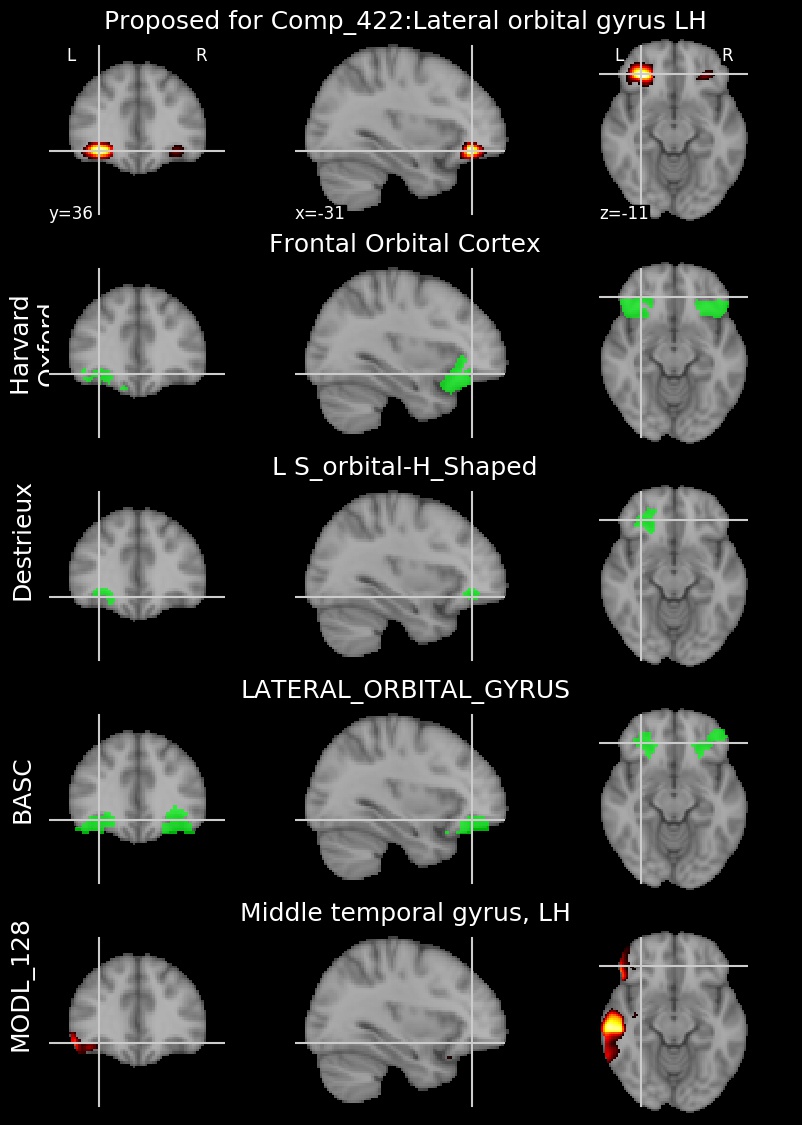 Proposed for Comp_422:Lateral orbital gyrus LH
L R L R
y=36 x=-31 z=-11
Frontal Orbital Cortex
Harvard
Oxford
L S_orbital-H_Shaped
Destrieux
LATERAL_ORBITAL_GYRUS
BASC
Middle temporal gyrus, LH
MODL_128